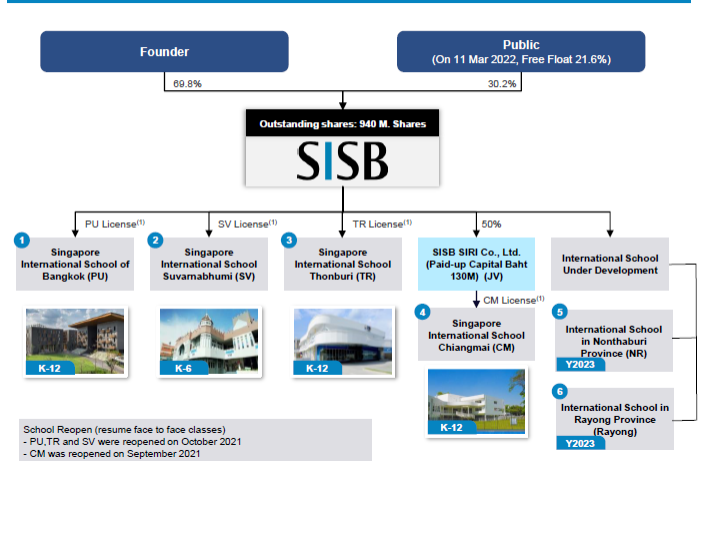 Founder
Public
(On 11 Mar 2022, Free Float 21.6%)
69.8%
30.2%
Outstanding shares: 940 M. Shares
SISB
PU License(1)
SV License(1)
TR License(1)
50%
1
Singapore
International School of
Bangkok (PU)
2
Singapore
International School
Suvarnabhumi (SV)
3
Singapore
International School
Thonburi (TR)
SISB SIRI Co., Ltd.
(Paid-up Capital Baht
130M) (JV)
International School
Under Development
CM License(1)
4
Singapore
International School
Chiangmai (CM)
5
International School
in Nonthaburi
Province (NR)
Y2023
K-12
K-6
K-12
6
International School in
Rayong Province
(Rayong)
Y2023
K-12
School Reopen (resume face to face classes)
- PU,TR and SV were reopened on October 2021
- CM was reopened on September 2021